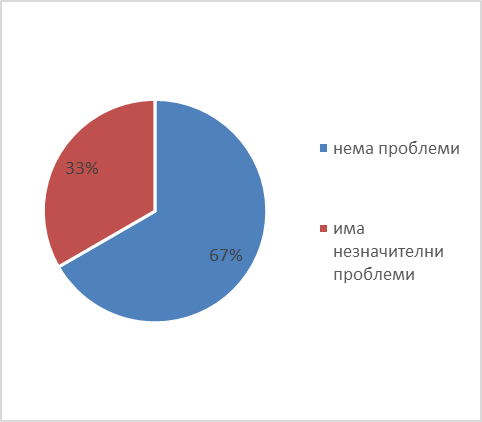 33%
67%
нема проблеми
има
незначителни
проблеми